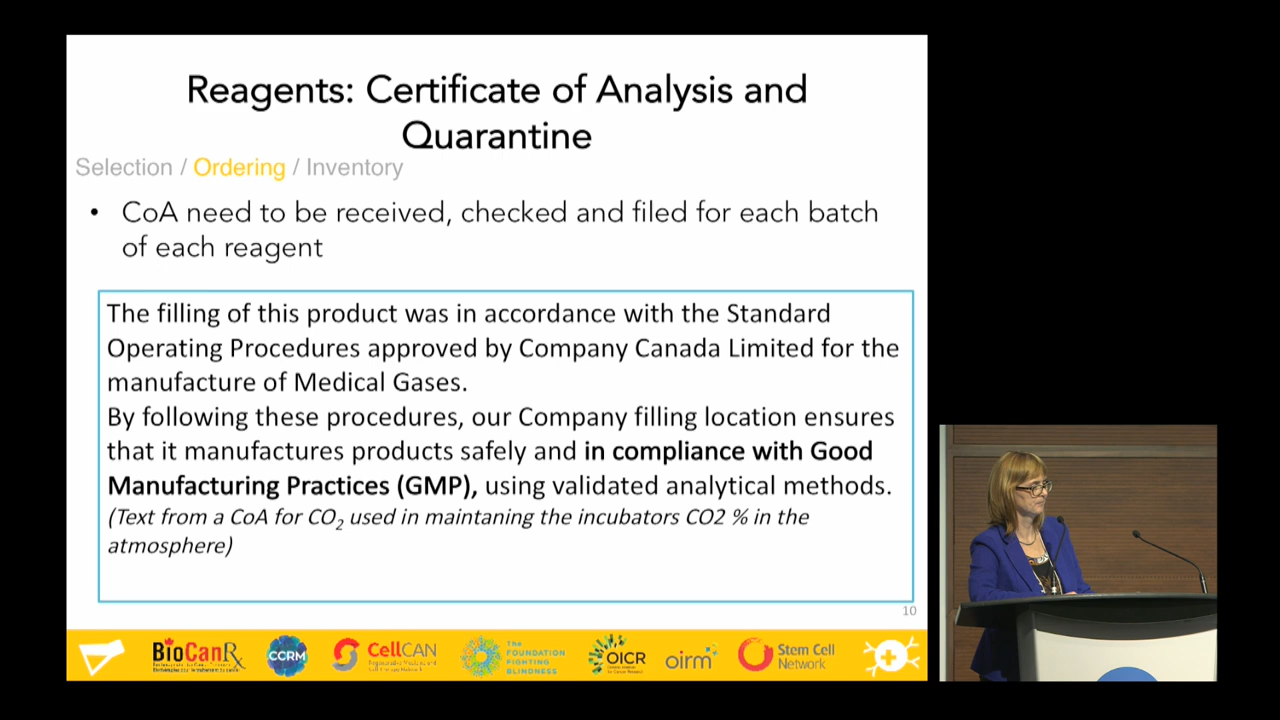 Reagents: Certificate of Analysis and
Quarantine
Selection / Ordering / Inventory
• CoA need to be received, checked and filed for each batch
of each reagent
The filling of this product was in accordance with the Standard
Operating Procedures approved by Company Canada Limited for the
manufacture of Medical Gases.
By following these procedures, our Company filling location ensures
that it manufactures products safely and in compliance with Good
Manufacturing Practices (GMP), using validated analytical methods.
(Text from a CoA for CO2 used in maintaning the incubators CO2 % in the
atmosphere)
10
BioCanRx
CCRM
CellCAN
The
FOUNDATION
FIGHTING
BLINDNESS
OICR
oirm
Stem Cell
Network